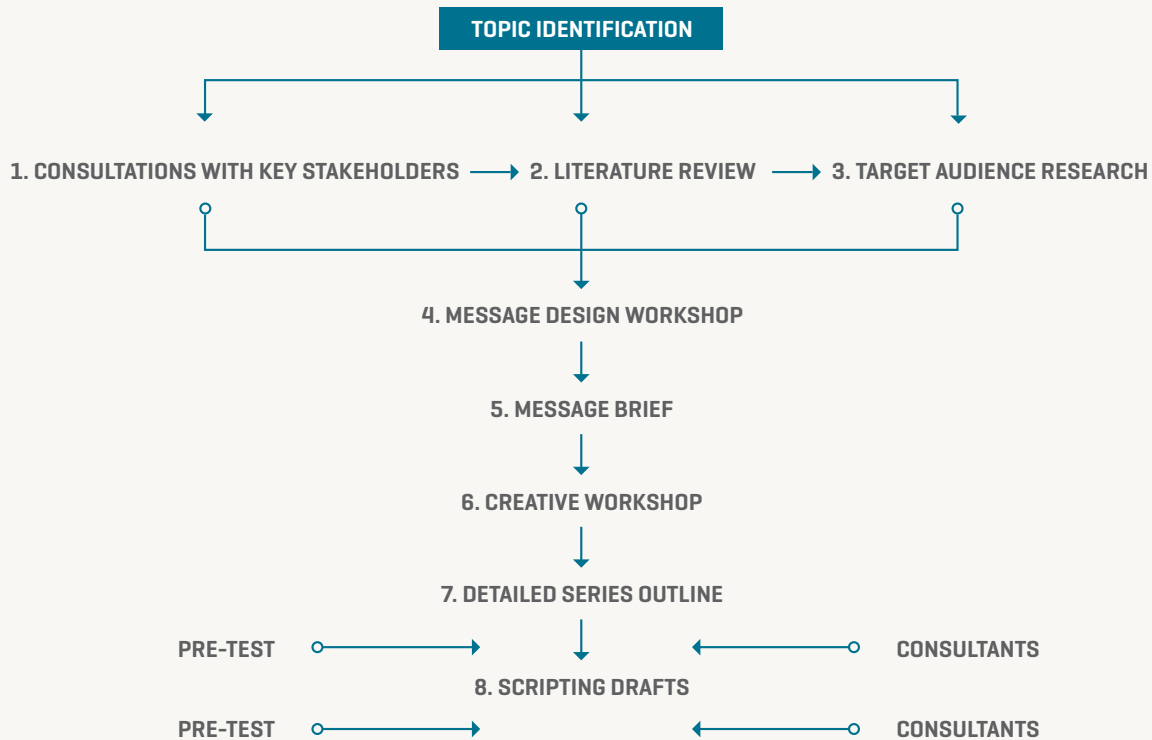 TOPIC IDENTIFICATION
1. CONSULTATIONS WITH KEY STAKEHOLDERS
2. LITERATURE REVIEW
3. TARGET AUDIENCE RESEARCH
4. MESSAGE DESIGN WORKSHOP
5. MESSAGE BRIEF
6. CREATIVE WORKSHOP
7. DETAILED SERIES OUTLINE
PRE-TEST
CONSULTANTS
8. SCRIPTING DRAFTS
PRE-TEST
CONSULTANTS